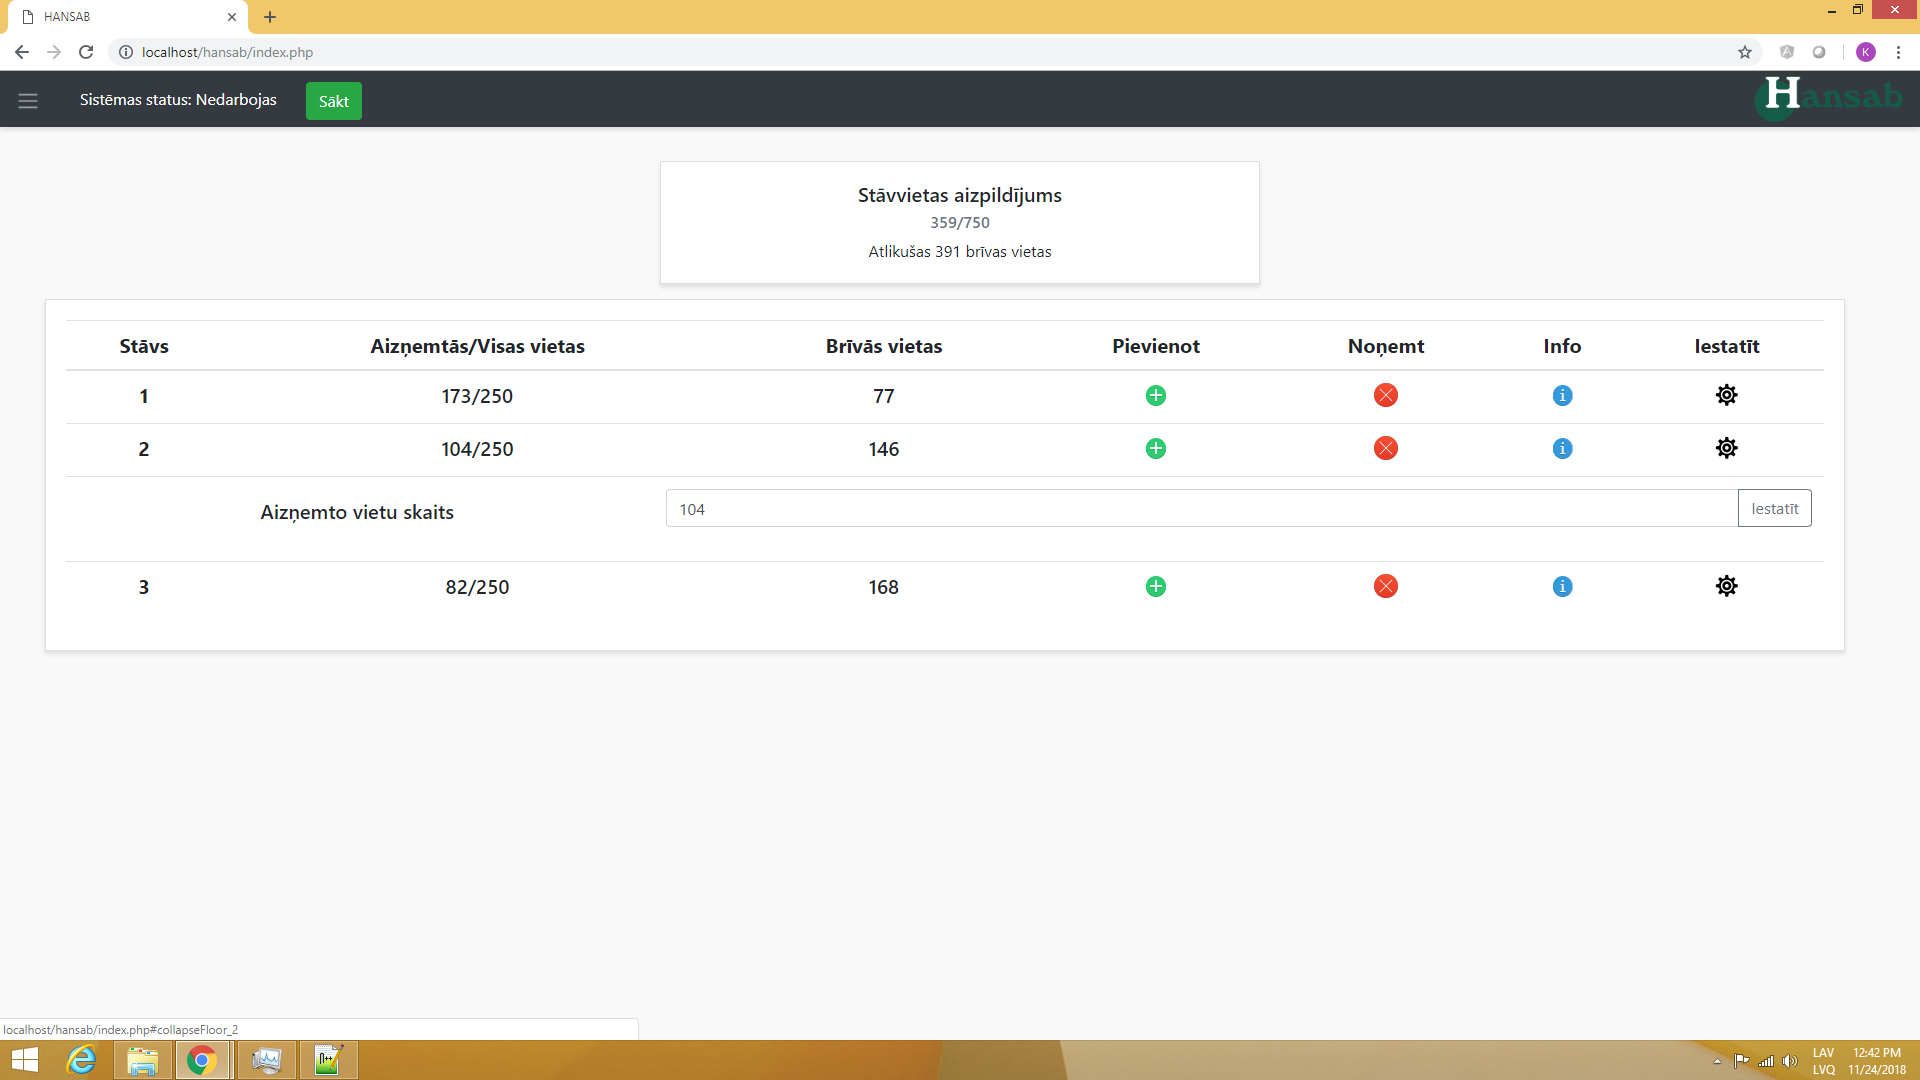 HANSAB
localhost/hansab/index.php
K
Sistēmas status: Nedarbojas
Sākt
Hansab
Stāvvietas aizpildījums
359/750
Atlikušas 391 brīvas vietas
Stāvs Aizņemtās/Visas vietas Brīvās vietas Pievienot Noņemt Info Iestatīt
1 173/250 77
2 104/250 146
Aizņemto vietu skaits 104 Iestatīt
3 82/250 168
localhost/hansab/index.php#collapseFloor_2
LAV 12:42 PM
LVQ 11/24/2018